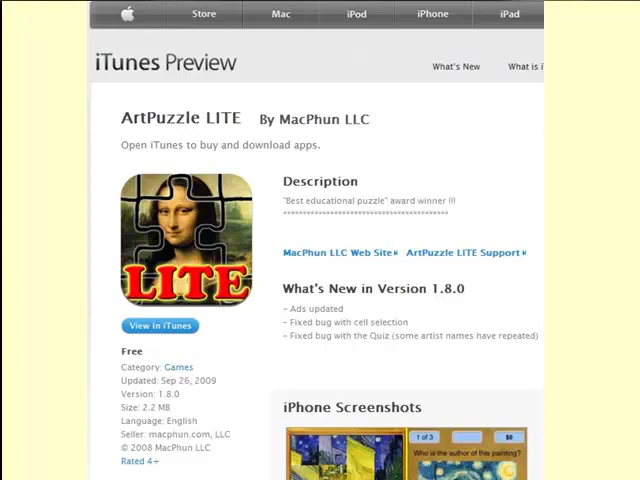 Store Mac iPod iPhone iPad
iTunes Preview
What's New What is i
ArtPuzzle LITE By MacPhun LLC
Open iTunes to buy and download apps.
LITE
View In iTunes
Free
Category: Games
Updated: Sep 26, 2009
Version: 1.8.0
Size: 2.2 MB
Language: English
Seller: macphun.com, LLC
© 2008 MacPhun LLC
Rated 4+
Description
"Best educational puzzle" award winner !!!
MacPhun LLC Web Site ArtPuzzle LITE Support
What's New in Version 1.8.0
- Ads updated
- Fixed bug with cell selection
- Fixed bug with the Quiz (some artist names have repeated)
iPhone Screenshots
1 of 3 $0
Who is the author of this painting?